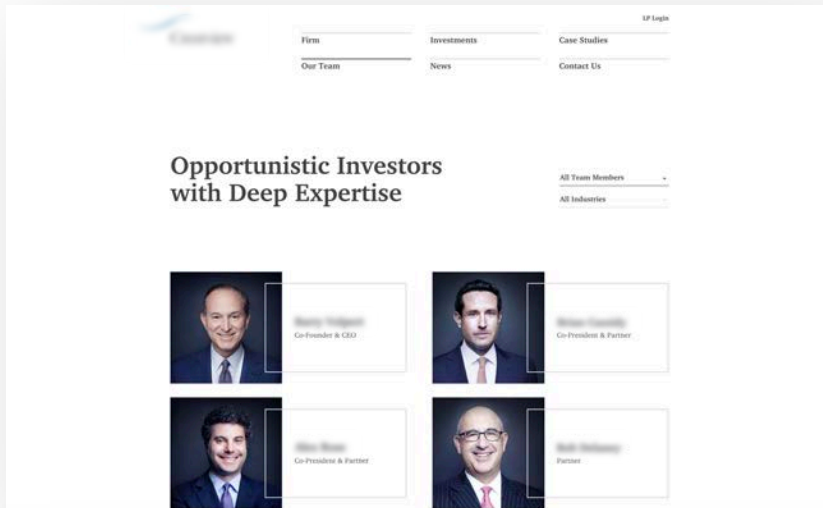 LP Login
Firm
Investments
Case Studies
Our Team
News
Contact Us
Opportunistic Investors
with Deep Expertise
All Team Members
All Industries
Co-Founder & CEO
Co-President & Partner
Co-President & Partner
Partner